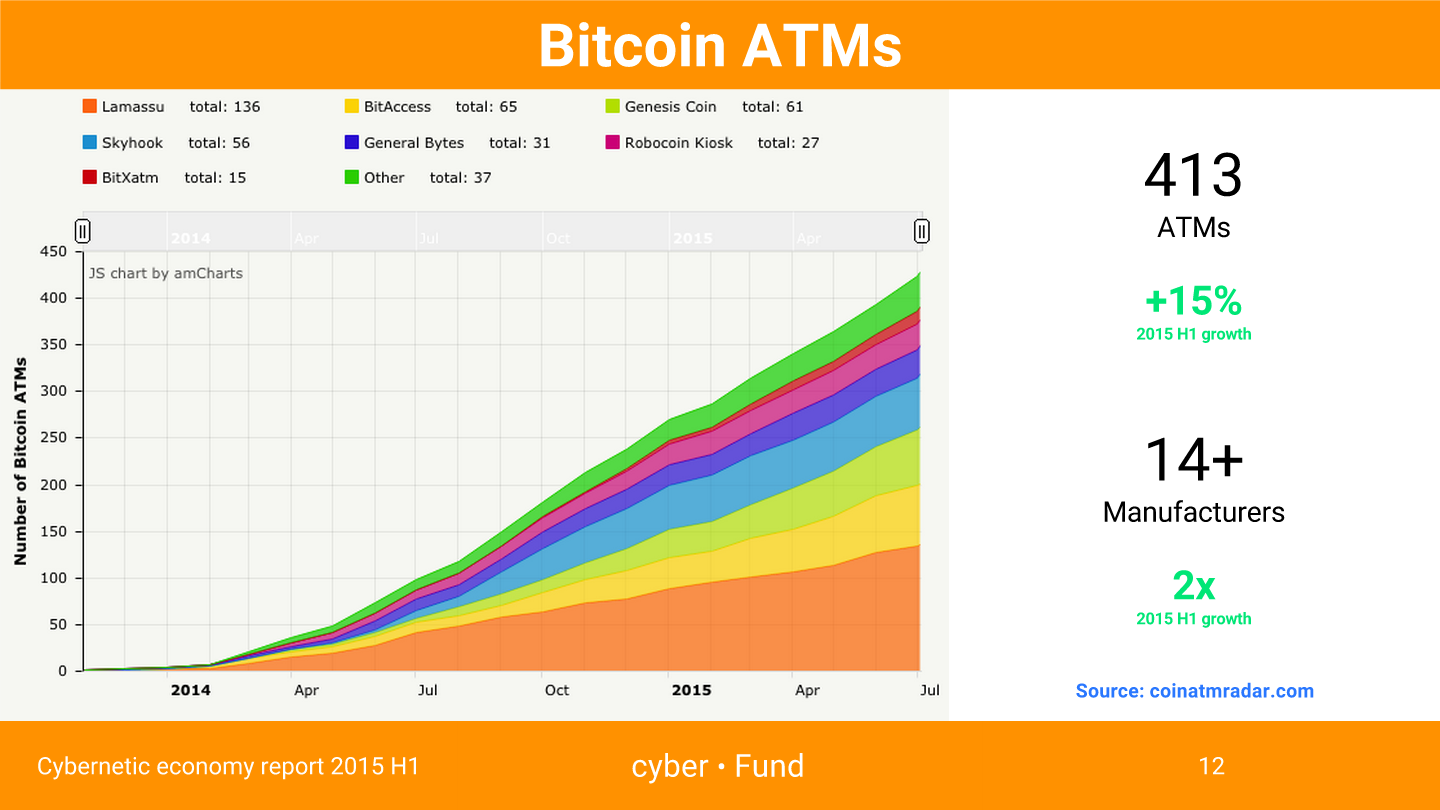 Bitcoin ATMs
Lamassu total: 136
BitAccess total: 65
Genesis Coin total: 61
Skyhook total: 56
General Bytes total: 31
Robocoin Kiosk total: 27
BitXatm total: 15
Other total: 37
2014 Apr Jul Oct 2015 Apr
JS chart by amCharts
Number of Bitcoin ATMs
450
400
350
300
250
200
150
100
50
0
2014 Apr Jul Oct 2015 Apr Jul
413
ATMs
+15%
2015 H1 growth
14+
Manufacturers
2x
2015 H1 growth
Source: coinatmradar.com
Cybernetic economy report 2015 H1
cyber • Fund
12